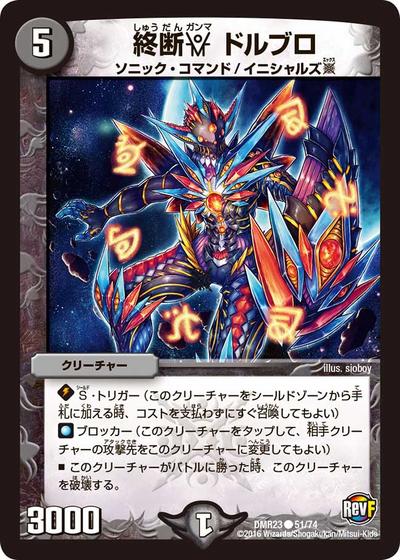 5
しゅうだんガンマ
終断γ ドルブロ
ソニック・コマンド / イニシャルズ
エックス
illus. sioboy
クリーチャー
シールド
S・トリガー (このクリーチャーをシールドゾーンから手
札に加える時、コストを支払わずにすぐ召喚してもよい)
ブロッカー (このクリーチャーをタップして、相手クリー
チャーの攻撃先をこのクリーチャーに変更してもよい)
■ このクリーチャーがバトルに勝った時、このクリーチャー
を破壊する。
3000
DMR23 ● 51/74
RevF
©2016 Wizards/Shogakukan/Mitsui-Kids